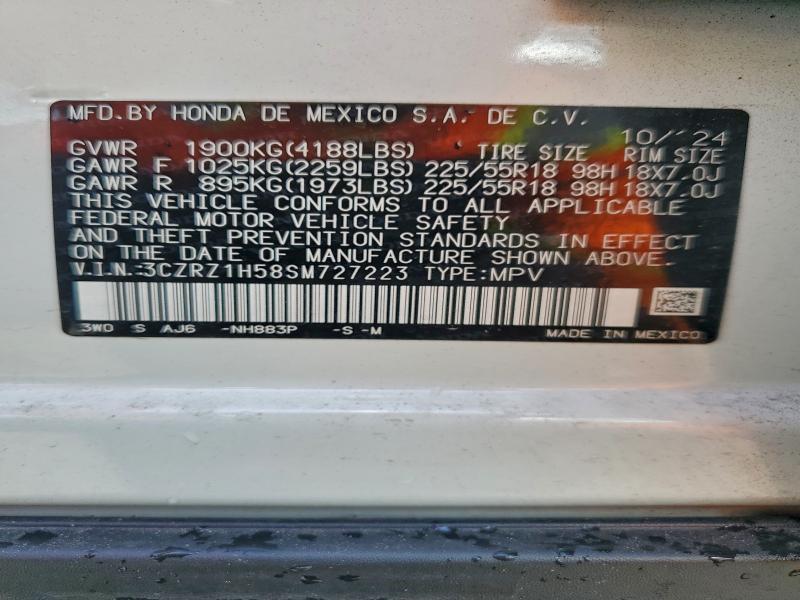 MFD.BY HONDA DE MEXICO S.A. DE C.V.
10/'24
GVWR 1900KG(4188LBS) TIRE SIZE RIM SIZE
GAWR F 1025KG(2259LBS) 225/55R18 98H 18X7.0J
GAWR R 895KG(1973LBS) 225/55R18 98H 18X7.0J
THIS VEHICLE CONFORMS TO ALL APPLICABLE
FEDERAL MOTOR VEHICLE SAFETY
AND THEFT PREVENTION STANDARDS IN EFFECT
ON THE DATE OF MANUFACTURE SHOWN ABOVE.
V.I.N.:3CZRZ1H58SM727223 TYPE:MPV
3W0 S AJ6 -NH883P -S-M MADE IN MEXICO